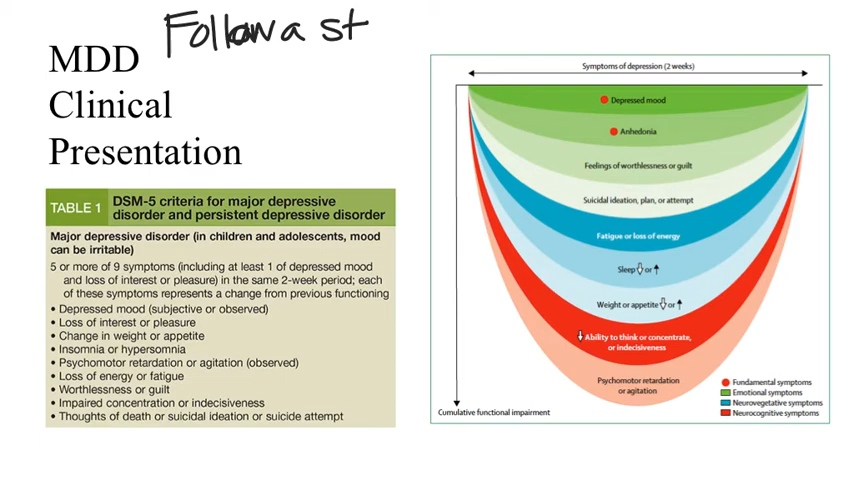 Follow a st
MDD
Clinical
Presentation
TABLE 1
DSM-5 criteria for major depressive
disorder and persistent depressive disorder
Major depressive disorder (in children and adolescents, mood
can be irritable)
5 or more of 9 symptoms (including at least 1 of depressed mood
and loss of interest or pleasure) in the same 2-week period; each
of these symptoms represents a change from previous functioning
• Depressed mood (subjective or observed)
• Loss of interest or pleasure
• Change in weight or appetite
• Insomnia or hypersomnia
• Psychomotor retardation or agitation (observed)
• Loss of energy or fatigue
• Worthlessness or guilt
• Impaired concentration or indecisiveness
• Thoughts of death or suicidal ideation or suicide attempt
Symptoms of depression (2 weeks)
Depressed mood
Anhedonia
Feelings of worthlessness or guilt
Suicidal ideation, plan, or attempt
Fatigue or loss of energy
Sleep ⇩ or ↑
Weight or appetite ⇩ or ↑
⇩ Ability to think or concentrate,
or indecisiveness
Psychomotor retardation
or agitation
Cumulative functional impairment
Fundamental symptoms
Emotional symptoms
Neurovegetative symptoms
Neurocognitive symptoms